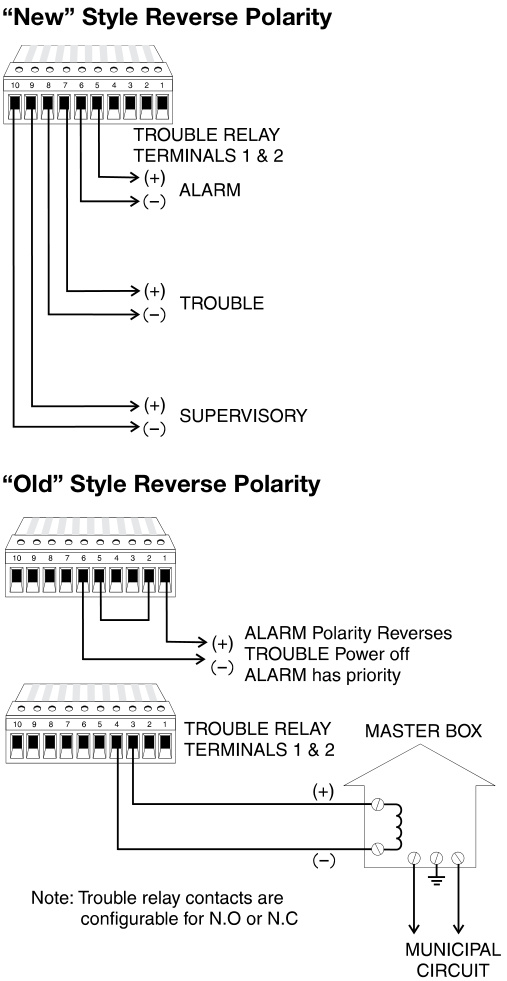 “New” Style Reverse Polarity
10 9 8 7 6 5 4 3 2 1
TROUBLE RELAY
TERMINALS 1 & 2
(+)
ALARM
(−)
(+)
TROUBLE
(−)
(+)
SUPERVISORY
(−)
“Old” Style Reverse Polarity
10 9 8 7 6 5 4 3 2 1
(+)
(−)
ALARM Polarity Reverses
TROUBLE Power off
ALARM has priority
10 9 8 7 6 5 4 3 2 1
TROUBLE RELAY
TERMINALS 1 & 2
MASTER BOX
(+)
(−)
Note: Trouble relay contacts are
configurable for N.O or N.C
MUNICIPAL
CIRCUIT